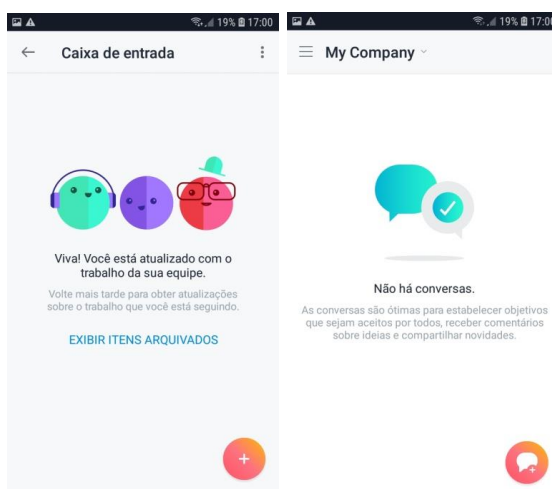 19% 17:00
Caixa de entrada
Viva! Você está atualizado com o
trabalho da sua equipe.
Volte mais tarde para obter atualizações
sobre o trabalho que você está seguindo.
EXIBIR ITENS ARQUIVADOS
19% 17:00
My Company
Não há conversas.
As conversas são ótimas para estabelecer objetivos
que sejam aceitos por todos, receber comentários
sobre ideias e compartilhar novidades.